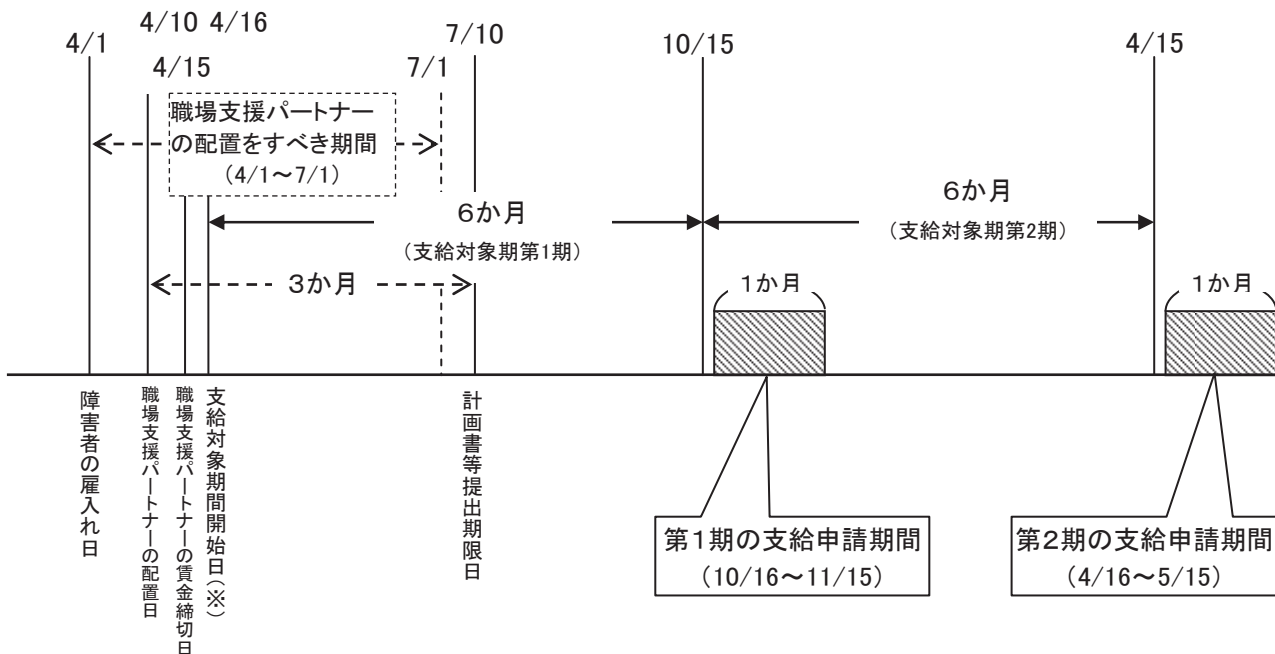 4/1
4/10
4/16
4/15
7/1
7/10
10/15
4/15
職場支援パートナー
の配置をすべき期間
(4/1～7/1)
6か月
(支給対象期第1期)
6か月
(支給対象期第2期)
3か月
1か月
1か月
障害者の雇入れ日
職場支援パートナーの配置日
職場支援パートナーの賃金締切日
支給対象期間開始日(※)
計画書等提出期限日
第1期の支給申請期間
(10/16～11/15)
第2期の支給申請期間
(4/16～5/15)